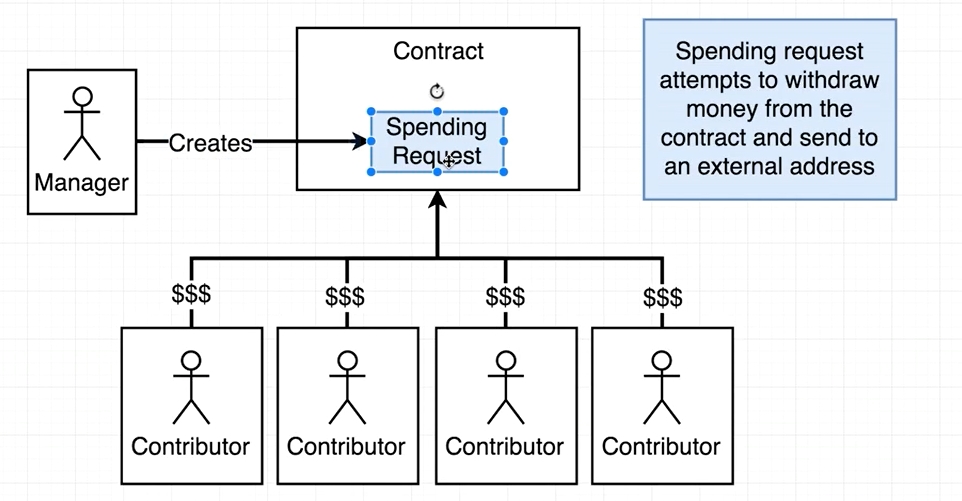 Contract
Spending request
attempts to withdraw
money from the
contract and send to
an external address
Manager
Creates
Spending
Request
$$$
$$$
$$$
$$$
Contributor
Contributor
Contributor
Contributor